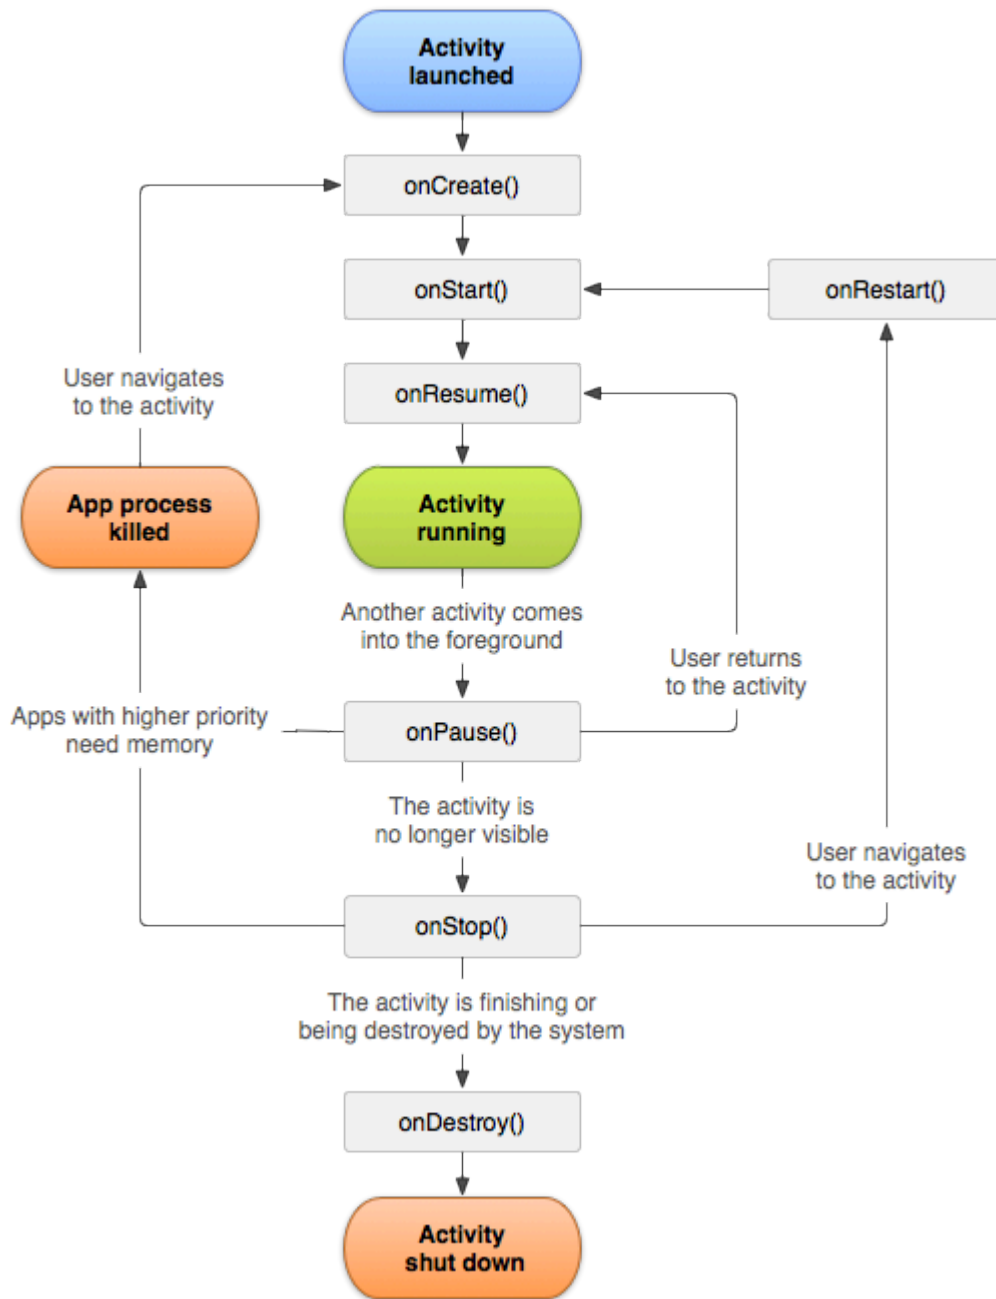 Activity
launched
onCreate()
onStart()
onRestart()
User navigates
to the activity
onResume()
App process
killed
Activity
running
Another activity comes
into the foreground
User returns
to the activity
Apps with higher priority
need memory
onPause()
The activity is
no longer visible
User navigates
to the activity
onStop()
The activity is finishing or
being destroyed by the system
onDestroy()
Activity
shut down